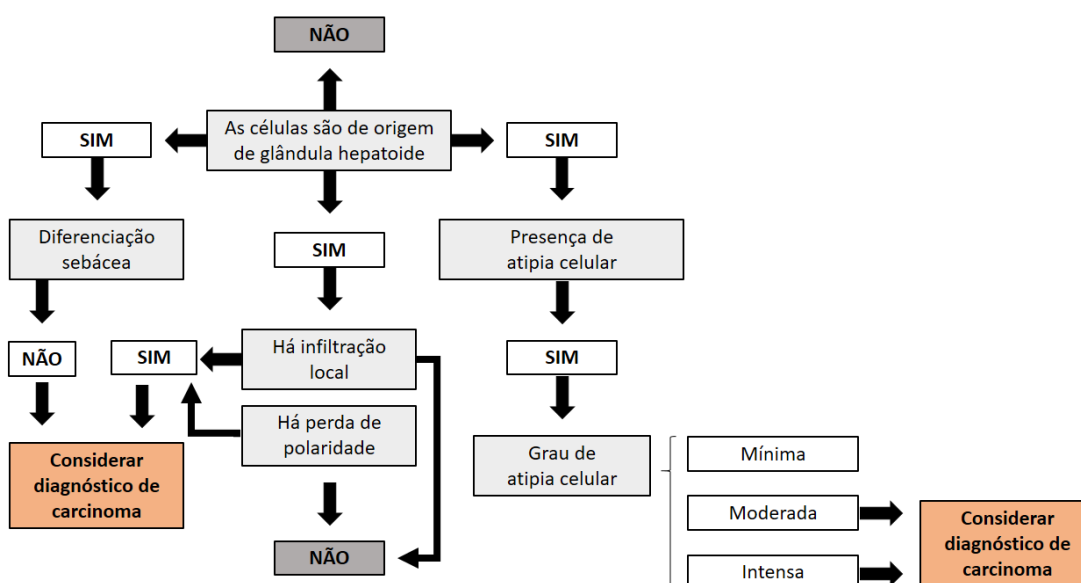 NÃO
SIM
As células são de origem
de glândula hepatoide
SIM
Diferenciação
sebácea
SIM
Presença de
atipia celular
NÃO
SIM
Há infiltração
local
SIM
Há perda de
polaridade
Considerar
diagnóstico de
carcinoma
Grau de
atipia celular
Mínima
Moderada
Intensa
Considerar
diagnóstico de
carcinoma
NÃO